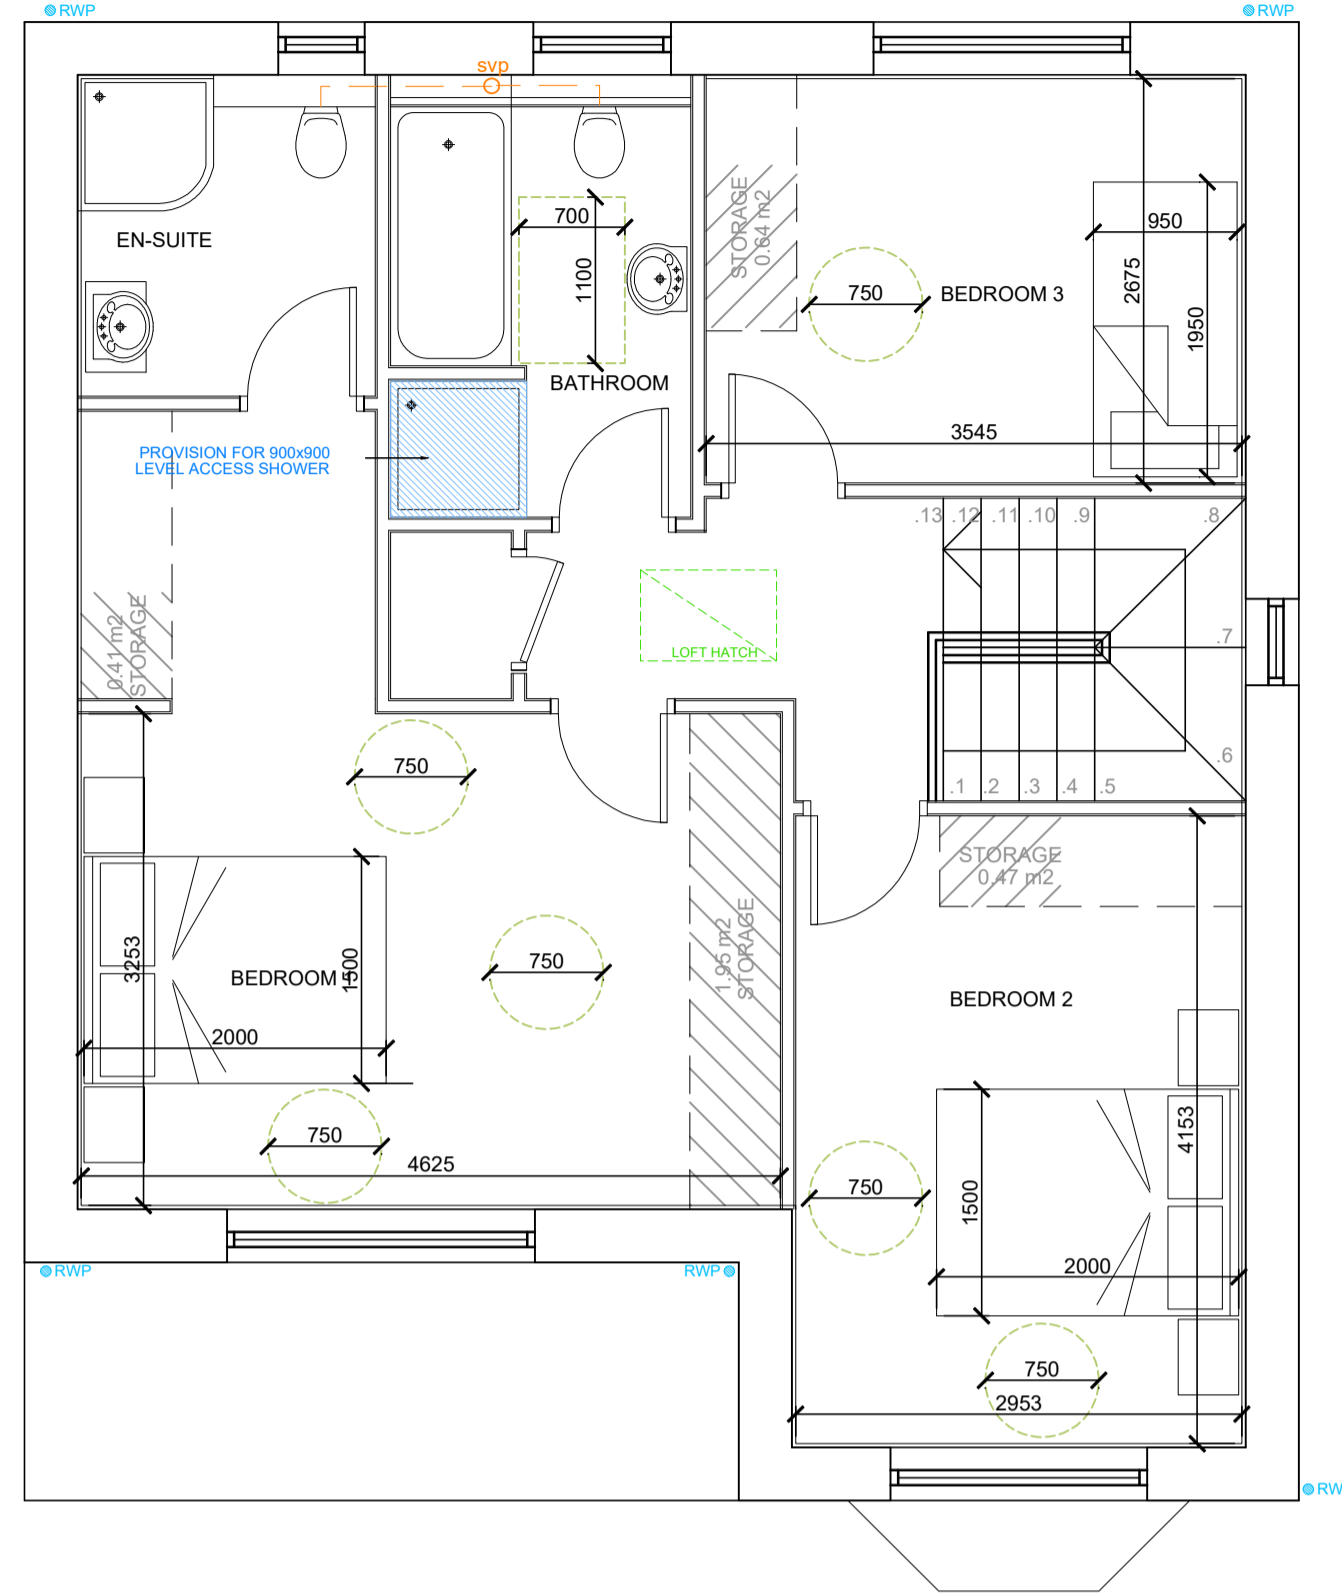 RWP
RWP
svp
EN-SUITE
700
1100
BATHROOM
STORAGE
0.64 m2
750
BEDROOM 3
950
2675
1950
3545
PROVISION FOR 900x900
LEVEL ACCESS SHOWER
.13
.12
.11
.10
.9
.8
.7
.6
.1
.2
.3
.4
.5
LOFT HATCH
0.41 m2
STORAGE
750
STORAGE
0.47 m2
3253
BEDROOM
1500
750
1.95 m2
STORAGE
BEDROOM 2
2000
750
4625
4153
750
1500
2000
RWP
RWP
750
2953
RW